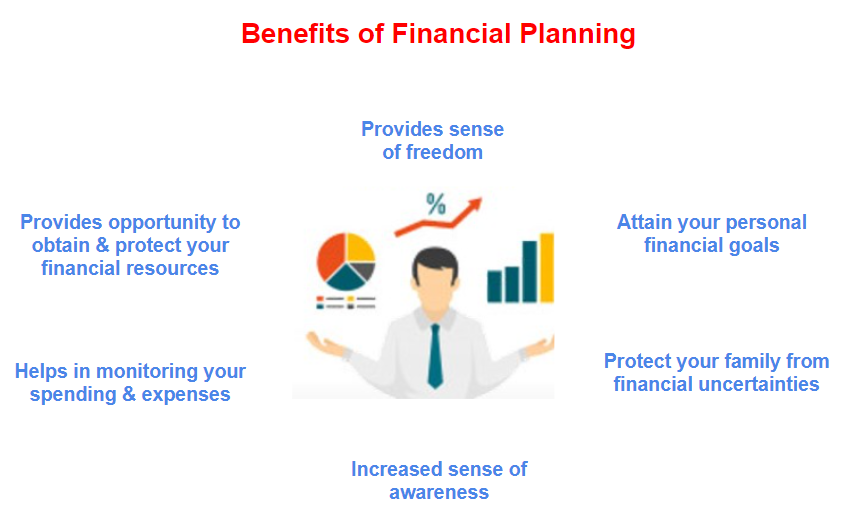 Benefits of Financial Planning
Provides sense
of freedom
%
Provides opportunity to
obtain & protect your
financial resources
Attain your personal
financial goals
Helps in monitoring your
spending & expenses
Protect your family from
financial uncertainties
Increased sense of
awareness